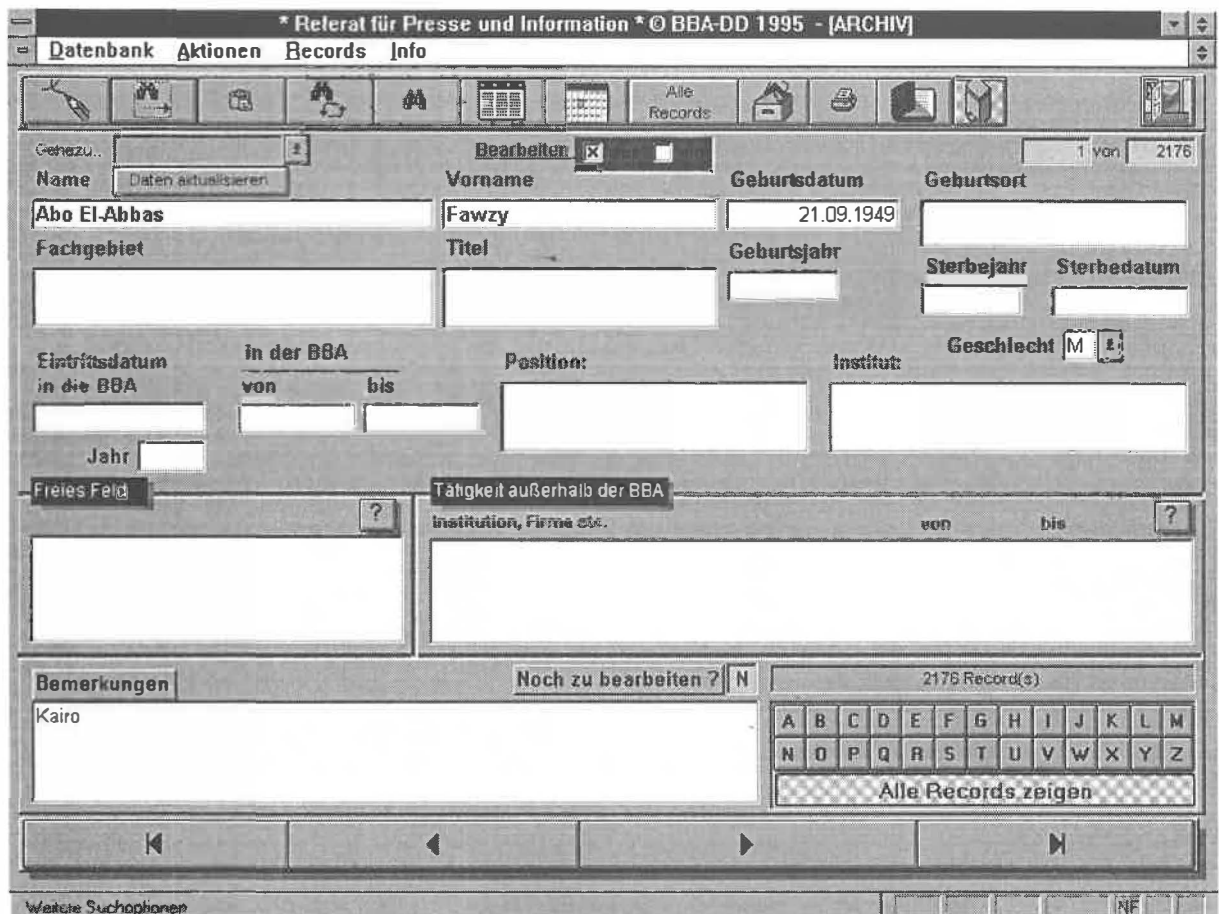 * Referat für Presse und Information * © BBA-DD 1995 - [ARCHIV]
Datenbank Aktionen Records Info
Alle
Records
Gehezu..
Bearbeiten
1 von 2176
Name Daten aktualisieren Vorname Geburtsdatum Geburtsort
Abo El-Abbas Fawzy 21.09.1949
Fachgebiet Titel Geburtsjahr
Sterbejahr Sterbedatum
Geschlecht M
Eintrittsdatum
in die BBA
in der BBA
von bis
Position: Institut:
Jahr
Freies Feld Tätigkeit außerhalb der BBA
? Institution, Firma etc. von bis ?
Bemerkungen Noch zu bearbeiten ? N 2176 Record(s)
Kairo
A B C D E F G H I J K L M
N O P Q R S T U V W X Y Z
Alle Records zeigen
Weitere Suchoptionen NF